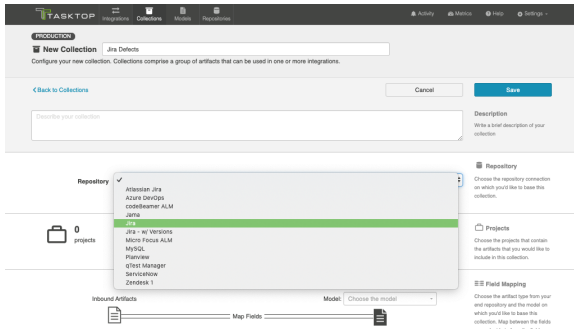 TASKTOP
Integrations
Collections
Models
Repositories
Activity
Metrics
Help
Settings
PRODUCTION
New Collection
Jira Defects
Configure your new collection. Collections comprise a group of artifacts that can be used in one or more integrations.
Back to Collections
Cancel
Save
Describe your collection
Description
Write a brief description of your
collection
Repository
Atlassian Jira
Azure DevOps
codeBeamer ALM
Jama
Jira
Jira - w/ Versions
Micro Focus ALM
MySQL
Planview
qTest Manager
ServiceNow
Zendesk 1
Repository
Choose the repository connection
on which you'd like to base this
collection.
0
projects
Projects
Choose the projects that contain
the artifacts that you would like to
include in this collection.
Inbound Artifacts
Model:
Choose the model
Map Fields
Field Mapping
Choose the artifact type from your
end repository and the model on
which you'd like to base this
collection. Map between the fields